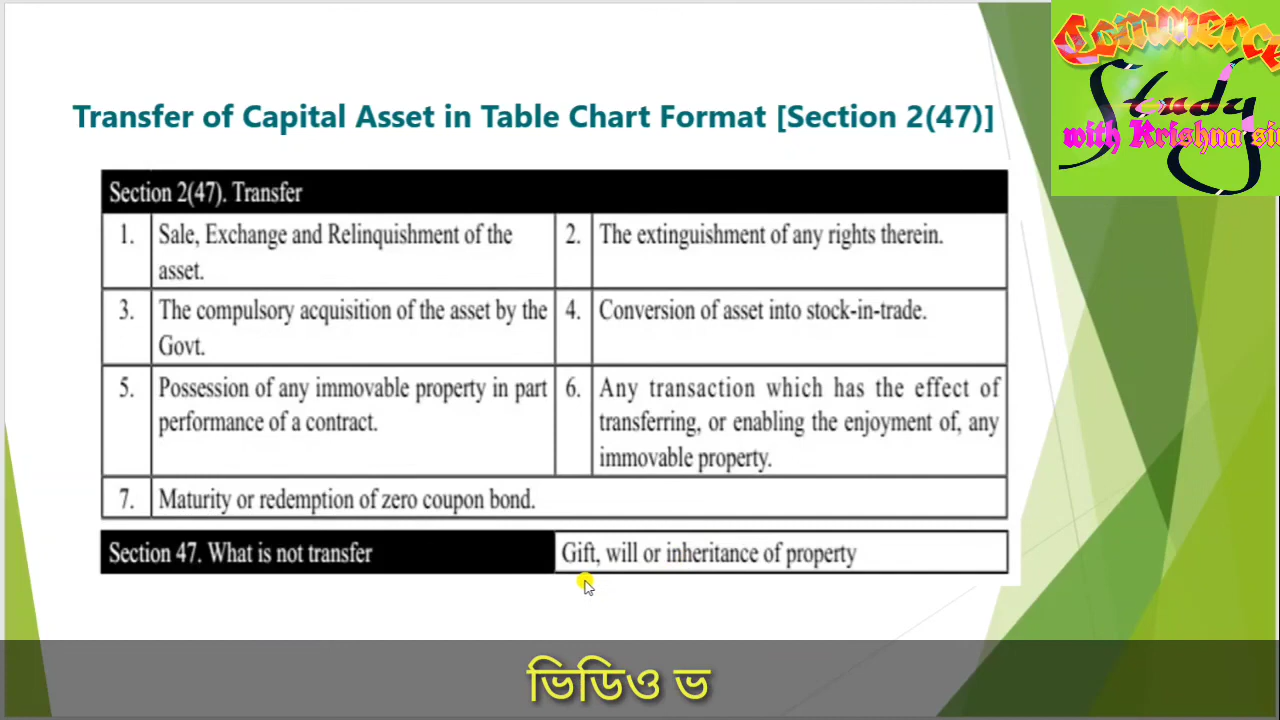 Commerce
Study
with Krishna si
Transfer of Capital Asset in Table Chart Format [Section 2(47)]
Section 2(47). Transfer
1. Sale, Exchange and Relinquishment of the
asset.
2. The extinguishment of any rights therein.
3. The compulsory acquisition of the asset by the
Govt.
4. Conversion of asset into stock-in-trade.
5. Possession of any immovable property in part
performance of a contract.
6. Any transaction which has the effect of
transferring, or enabling the enjoyment of, any
immovable property.
7. Maturity or redemption of zero coupon bond.
Section 47. What is not transfer
Gift, will or inheritance of property
ভিডিও ভ